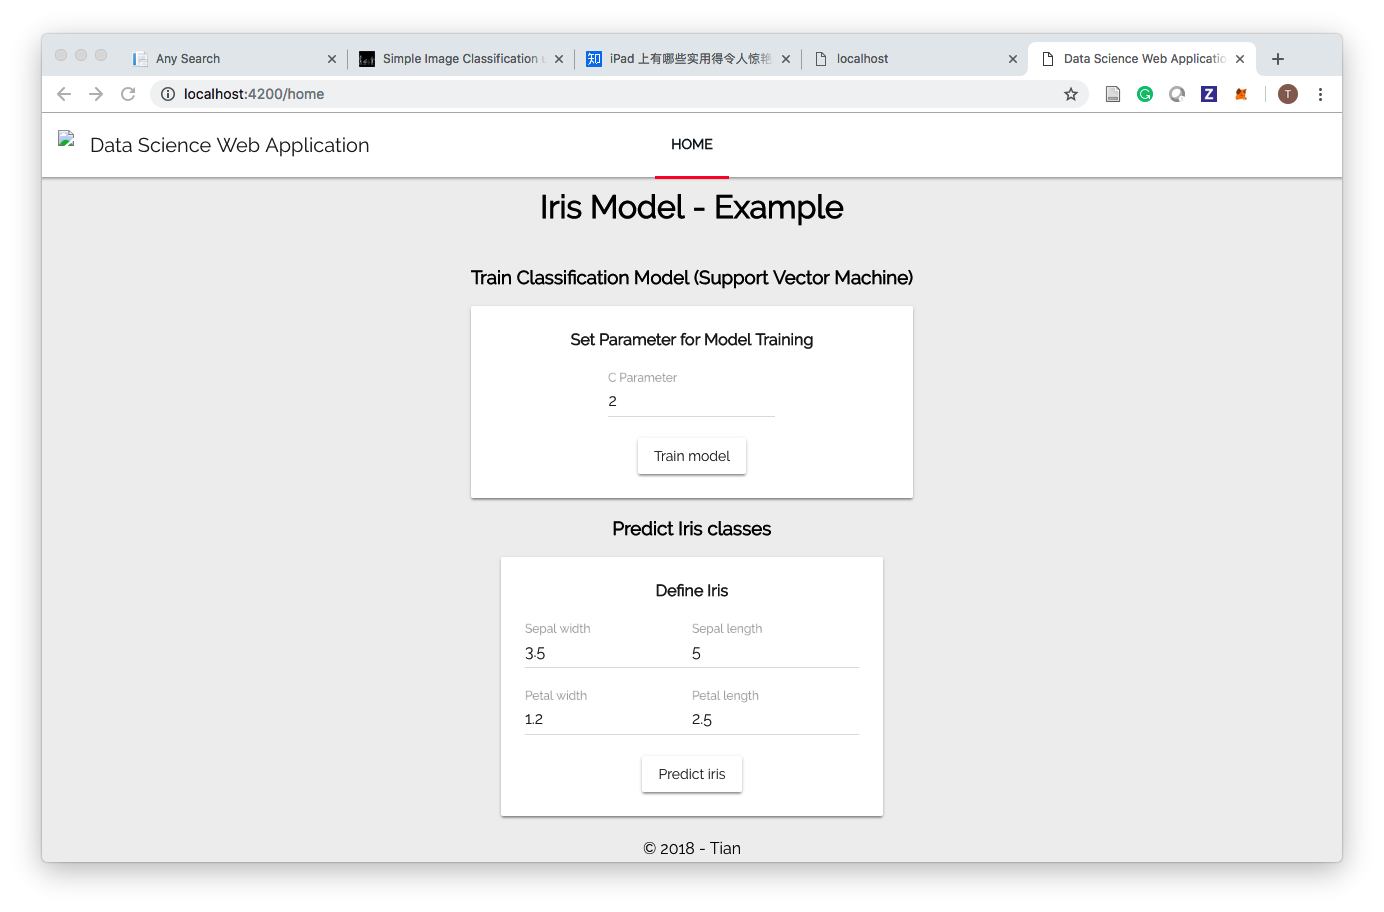 Any Search
Simple Image Classification u
知 iPad 上有哪些实用得令人惊艳
localhost
Data Science Web Applicatio
localhost:4200/home
Z
T
Data Science Web Application
HOME
Iris Model - Example
Train Classification Model (Support Vector Machine)
Set Parameter for Model Training
C Parameter
2
Train model
Predict Iris classes
Define Iris
Sepal width Sepal length
3.5 5
Petal width Petal length
1.2 2.5
Predict iris
© 2018 - Tian